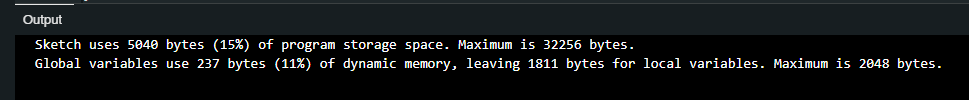 Output
Sketch uses 5040 bytes (15%) of program storage space. Maximum is 32256 bytes.
Global variables use 237 bytes (11%) of dynamic memory, leaving 1811 bytes for local variables. Maximum is 2048 bytes.